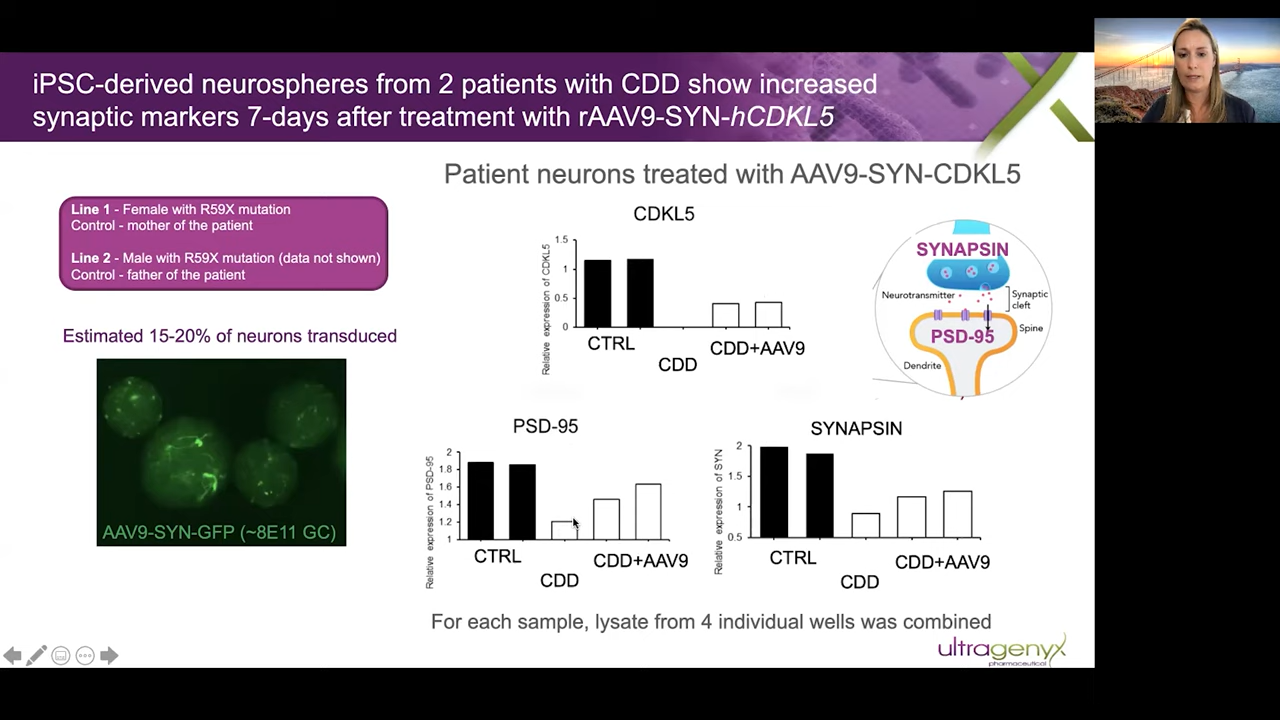 iPSC-derived neurospheres from 2 patients with CDD show increased
synaptic markers 7-days after treatment with rAAV9-SYN-hCDKL5
Line 1 - Female with R59X mutation
Control - mother of the patient
Line 2 - Male with R59X mutation (data not shown)
Control - father of the patient
Estimated 15-20% of neurons transduced
AAV9-SYN-GFP (~8E11 GC)
Patient neurons treated with AAV9-SYN-CDKL5
CDKL5
Relative expression of CDKL5
1.5
1
0.5
0
CTRL
CDD
CDD+AAV9
SYNAPSIN
Neurotransmitter
Synaptic
cleft
PSD-95
Spine
Dendrite
PSD-95
Relative expression of PSD-95
2
1.8
1.6
1.4
1.2
1
CTRL
CDD
CDD+AAV9
SYNAPSIN
Relative expression of SYN
2
1.5
1
0.5
CTRL
CDD
CDD+AAV9
For each sample, lysate from 4 individual wells was combined
ultragenyx
pharmaceutical